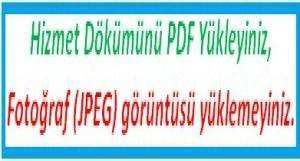 Hizmet Dökümünü PDF Yükleyiniz,
Fotoğraf (JPEG) görüntüsü yüklemeyiniz.